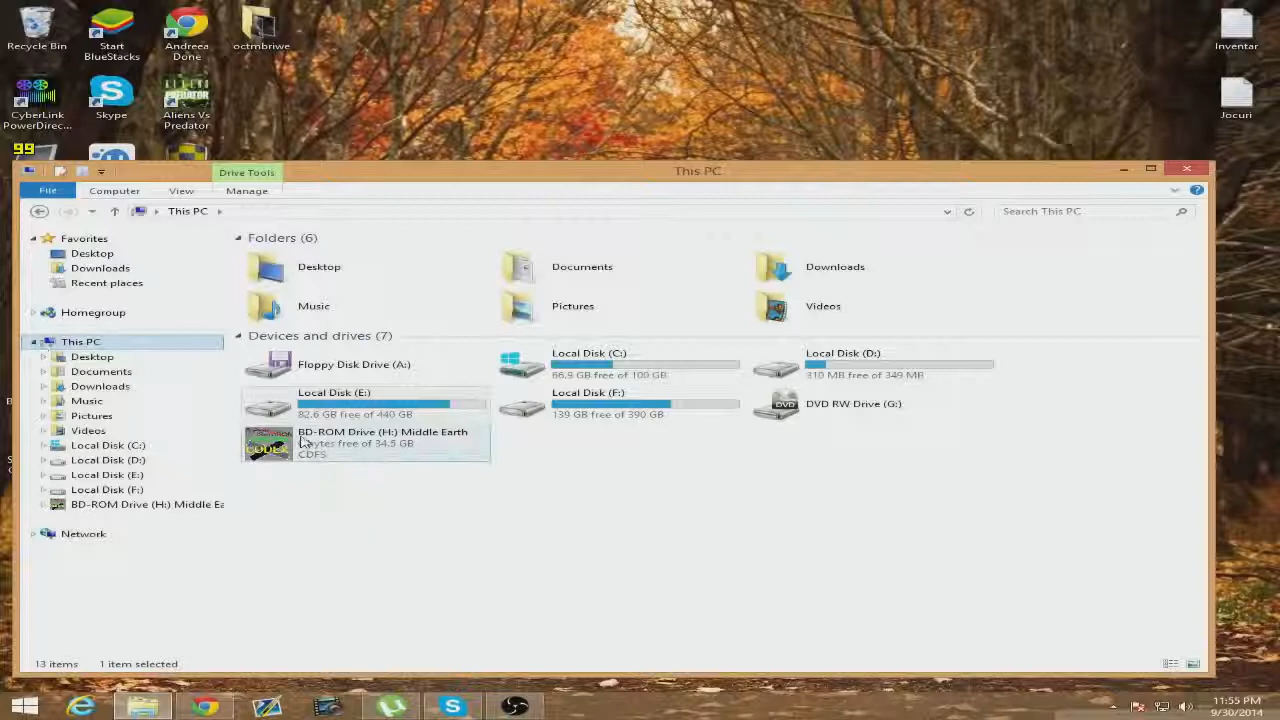 Recycle Bin
Start
BlueStacks
Andreea
Done
octmbriwe
Inventar
CyberLink
PowerDirec...
Skype
ALIENS
PREDATOR
Aliens Vs
Predator
Jocuri
99
Drive Tools
This PC
File
Computer
View
Manage
This PC
Search This PC
Favorites
Desktop
Downloads
Recent places
Homegroup
This PC
Desktop
Documents
Downloads
Music
Pictures
Videos
Local Disk (C:)
Local Disk (D:)
Local Disk (E:)
Local Disk (F:)
BD-ROM Drive (H:) Middle Ea
Network
Folders (6)
Desktop
Documents
Downloads
Music
Pictures
Videos
Devices and drives (7)
Floppy Disk Drive (A:)
Local Disk (C:)
66.9 GB free of 100 GB
Local Disk (D:)
310 MB free of 349 MB
Local Disk (E:)
82.6 GB free of 440 GB
Local Disk (F:)
139 GB free of 390 GB
DVD
DVD RW Drive (G:)
CODEX
BD-ROM Drive (H:) Middle Earth
bytes free of 34.5 GB
CDFS
13 items
1 item selected
11:55 PM
9/30/2014